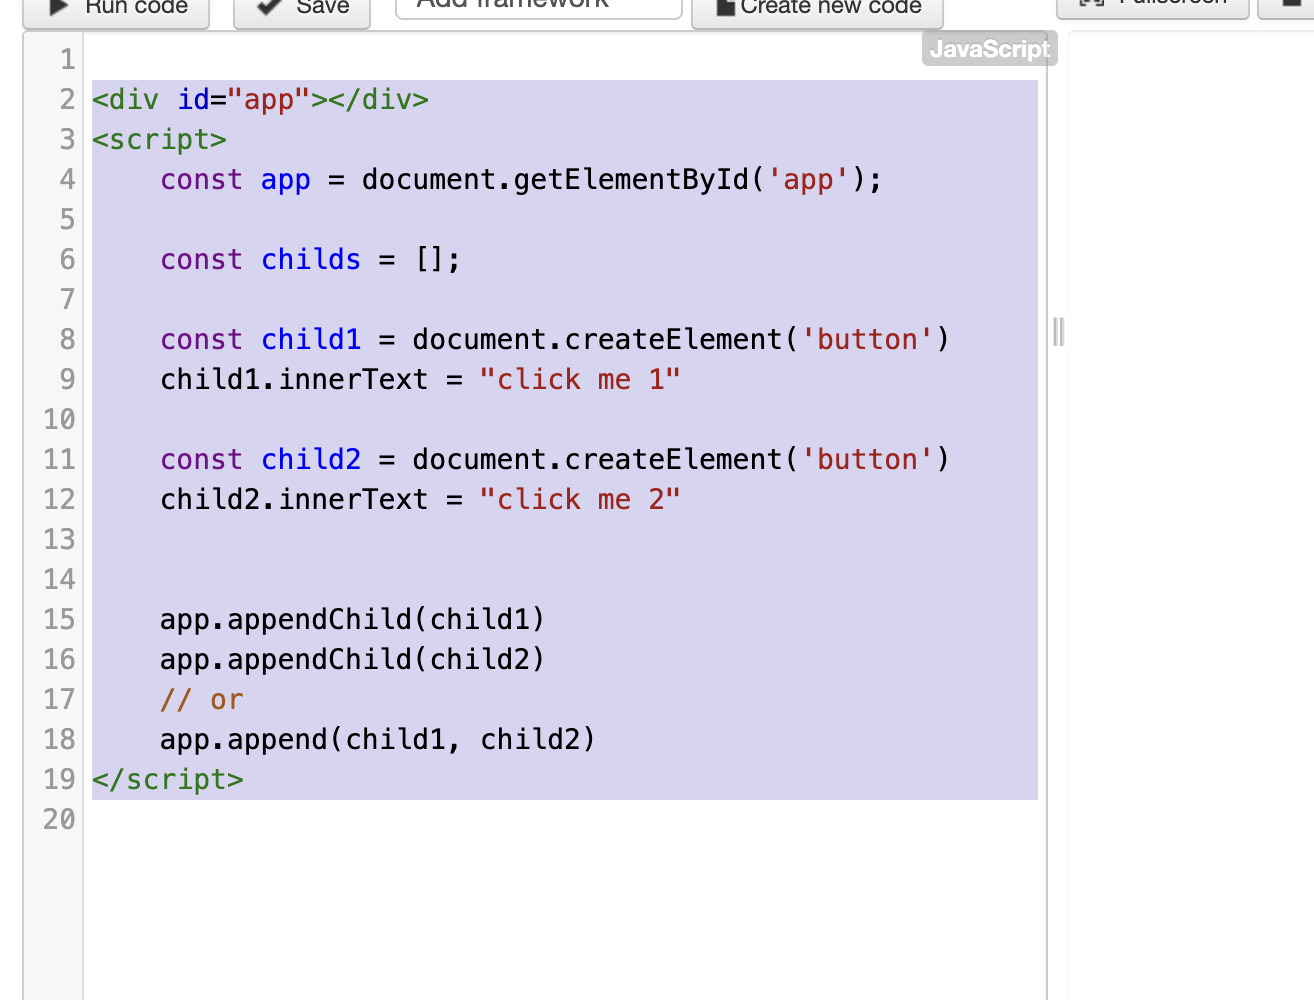 Run code Save Add framework Create new code Fullscreen
JavaScript
1
2 <div id="app"></div>
3 <script>
4     const app = document.getElementById('app');
5
6     const childs = [];
7
8     const child1 = document.createElement('button')
9     child1.innerText = "click me 1"
10
11     const child2 = document.createElement('button')
12     child2.innerText = "click me 2"
13
14
15     app.appendChild(child1)
16     app.appendChild(child2)
17     // or
18     app.append(child1, child2)
19 </script>
20